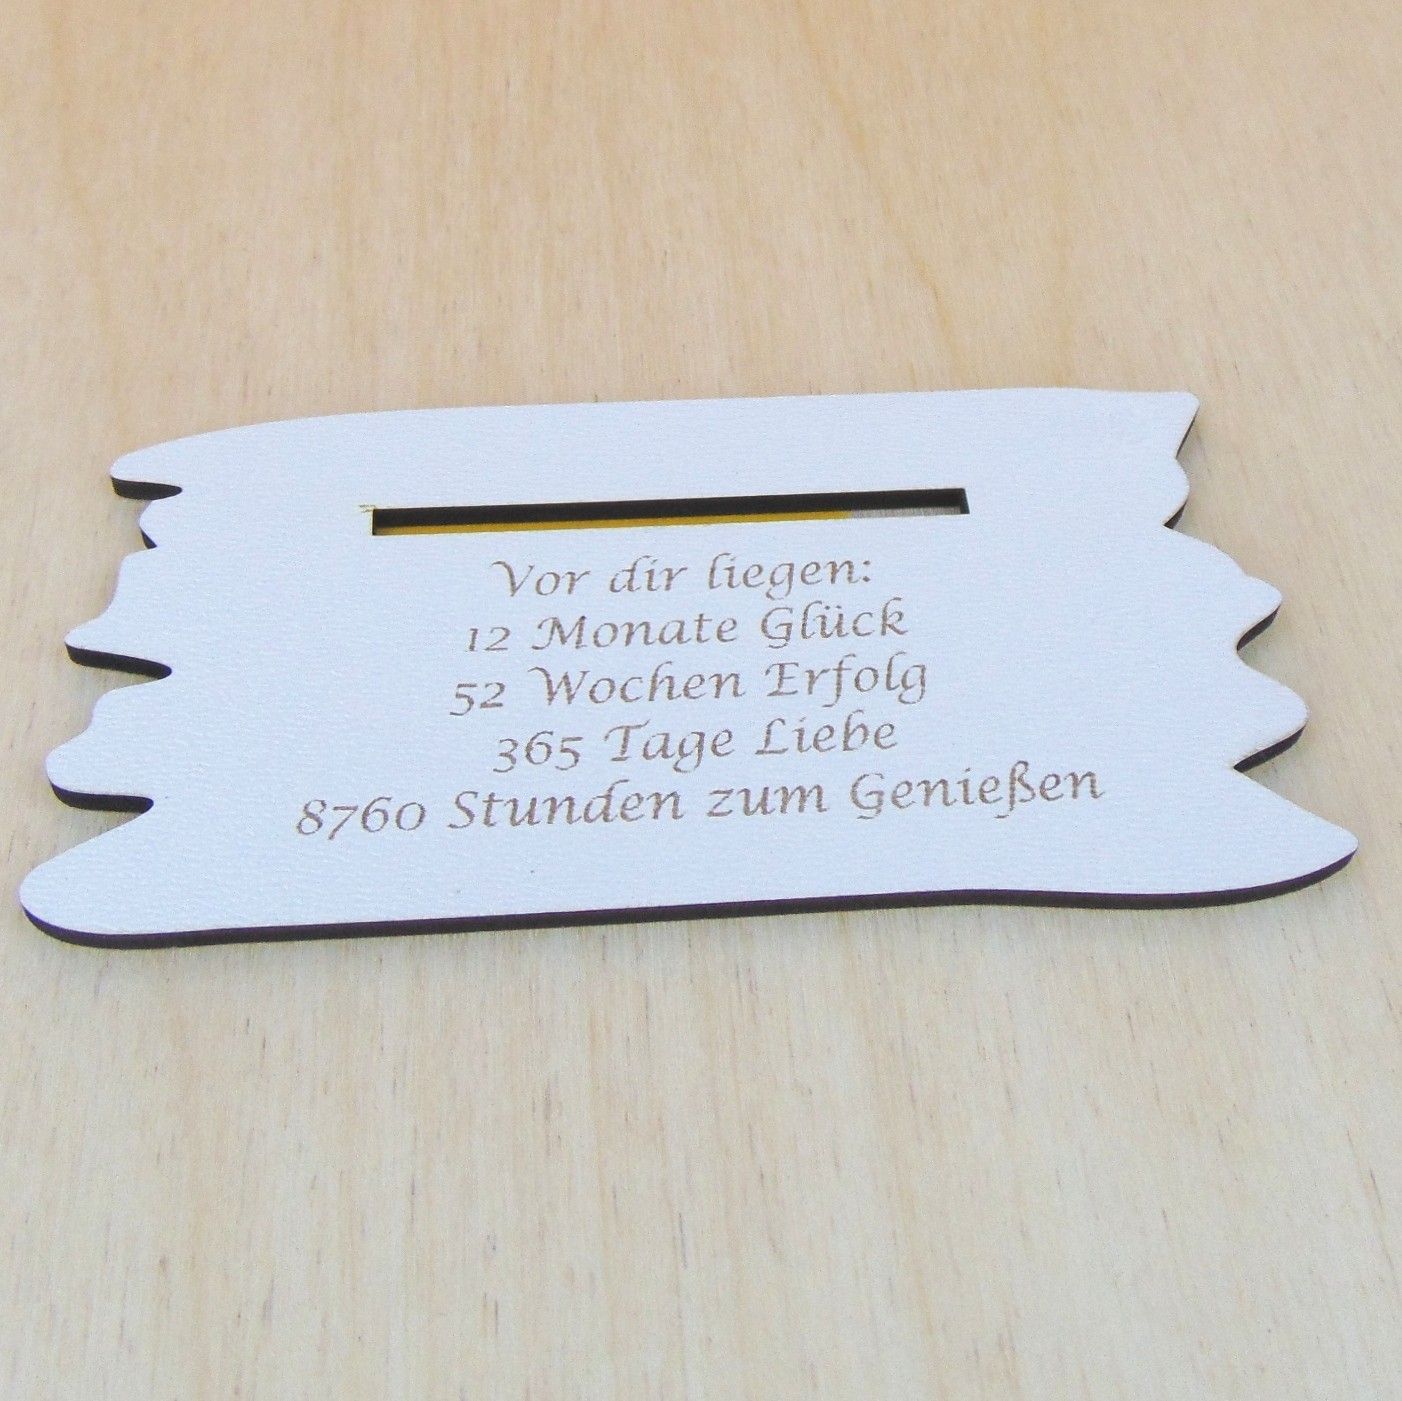 Vor dir liegen:
12 Monate Glück
52 Wochen Erfolg
365 Tage Liebe
8760 Stunden zum Genießen